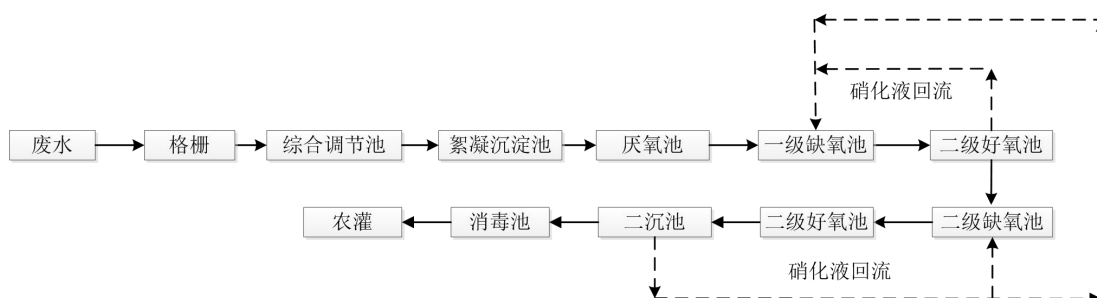 硝化液回流
废水
格栅
综合调节池
絮凝沉淀池
厌氧池
一级缺氧池
二级好氧池
农灌
消毒池
二沉池
二级好氧池
二级缺氧池
硝化液回流